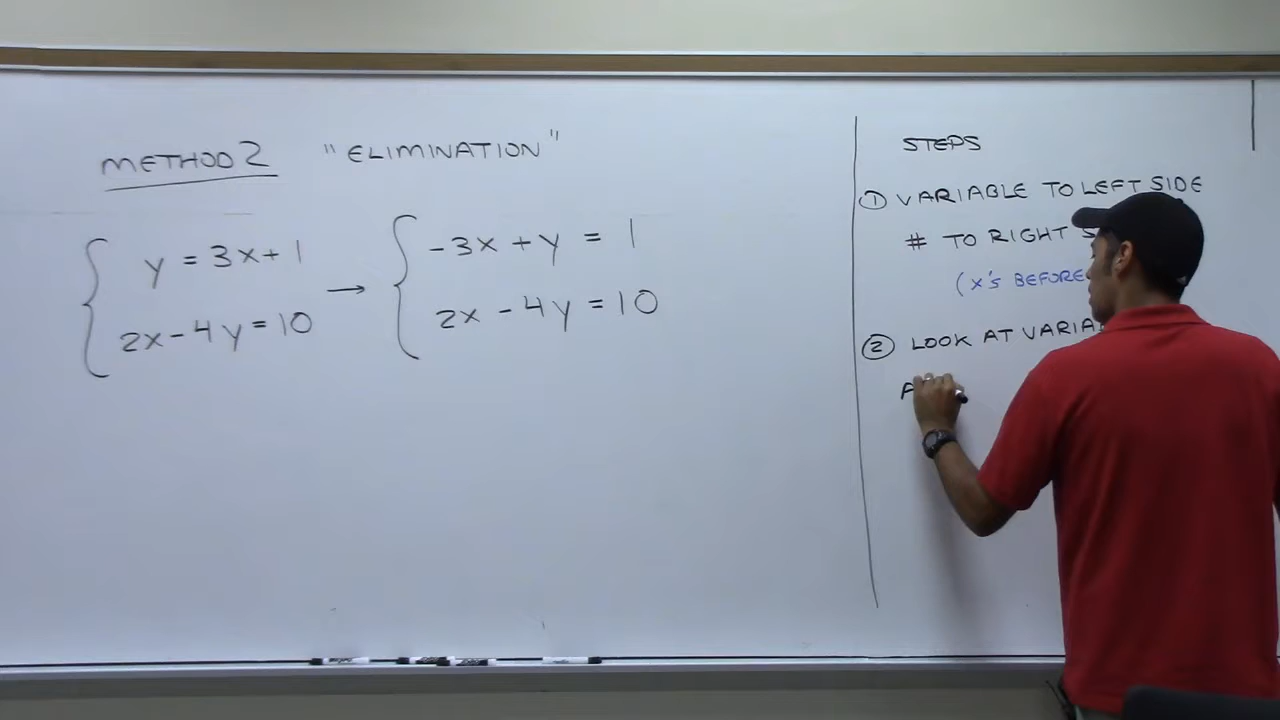 METHOD 2 "ELIMINATION"
y = 3x + 1 → -3x + y = 1
2x - 4y = 10 2x - 4y = 10
STEPS
① VARIABLE TO LEFT SIDE
# TO RIGHT
(X'S BEFORE
② LOOK AT